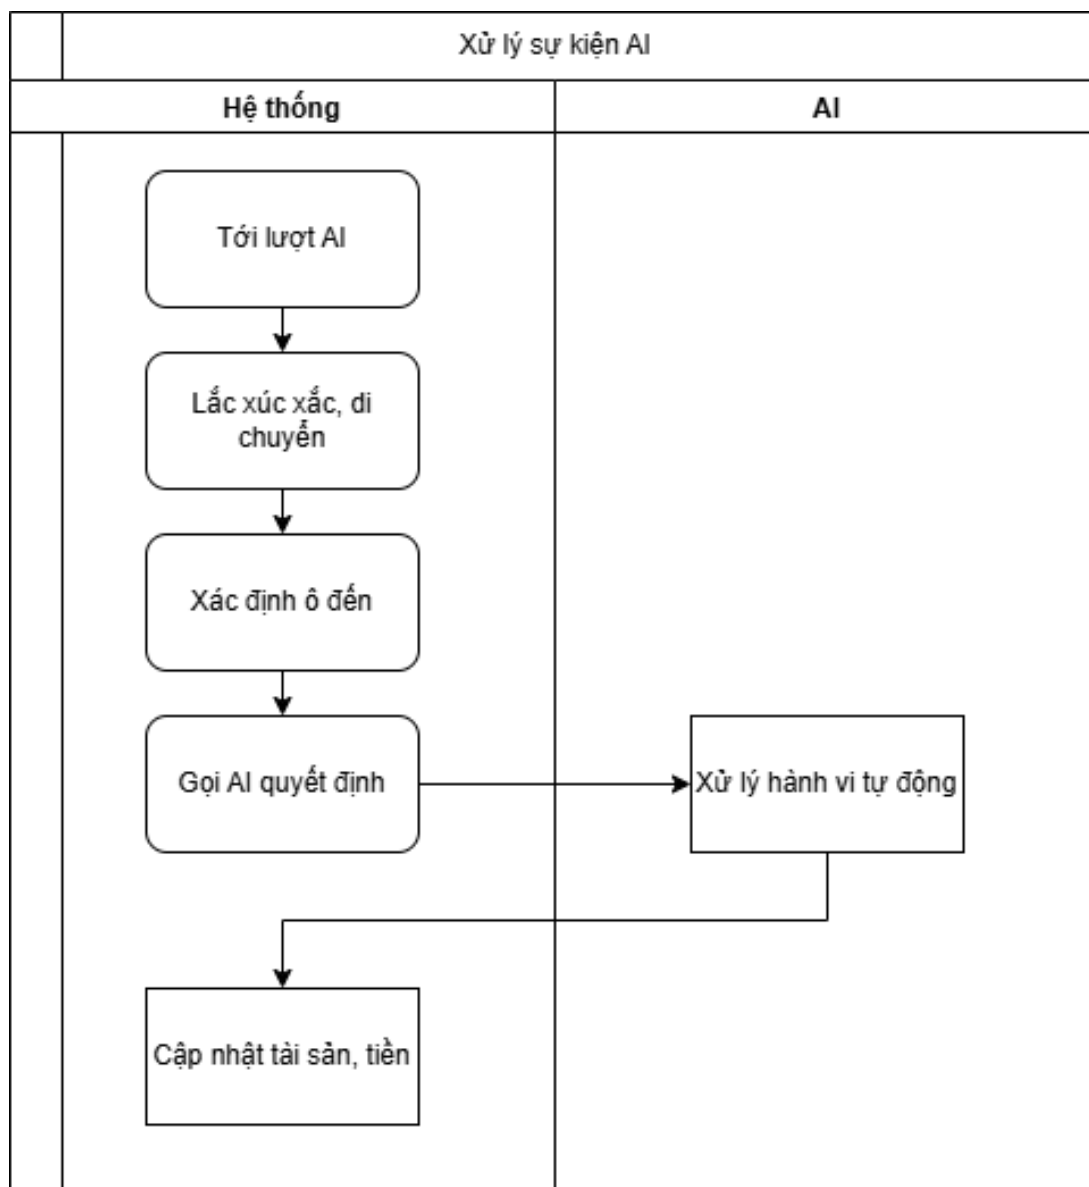 Xử lý sự kiện AI
Hệ thống
AI
Tới lượt AI
Lắc xúc xắc, di
chuyển
Xác định ô đến
Gọi AI quyết định
Xử lý hành vi tự động
Cập nhật tài sản, tiền